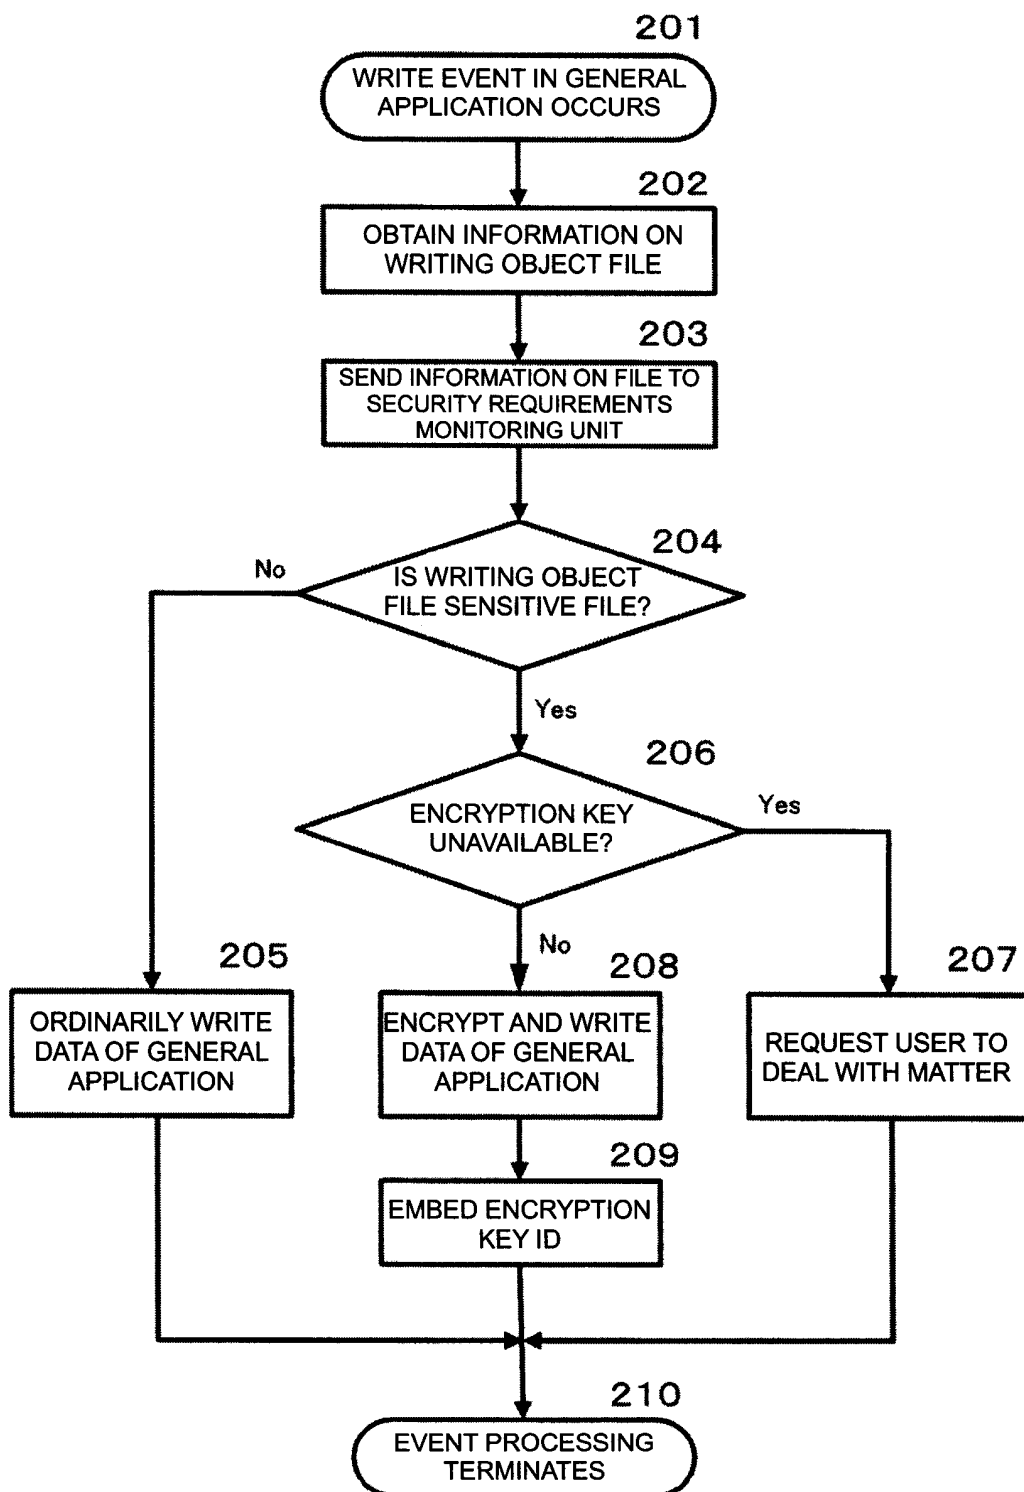 201
WRITE EVENT IN GENERAL
APPLICATION OCCURS
202
OBTAIN INFORMATION ON
WRITING OBJECT FILE
203
SEND INFORMATION ON FILE TO
SECURITY REQUIREMENTS
MONITORING UNIT
204
No
IS WRITING OBJECT
FILE SENSITIVE FILE?
Yes
206
ENCRYPTION KEY
UNAVAILABLE?
Yes
No
205
ORDINARILY WRITE
DATA OF GENERAL
APPLICATION
208
ENCRYPT AND WRITE
DATA OF GENERAL
APPLICATION
207
REQUEST USER TO
DEAL WITH MATTER
209
EMBED ENCRYPTION
KEY ID
210
EVENT PROCESSING
TERMINATES